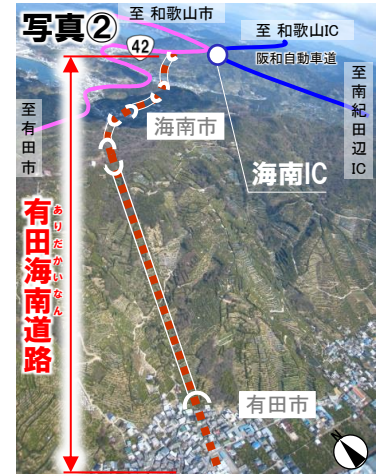 写真②
至 和歌山市
42
至 和歌山IC
阪和自動車道
至南紀田辺IC
至有田市
海南市
海南IC
有田海南道路
ありだかいなん
有田市